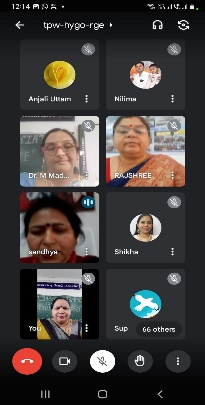 12:14
tpw-hygo-rge
Anjali Uttam
Nilima
Dr. M Mad...
RAJSHREE
sandhya
Shikha
You
Sup
66 others